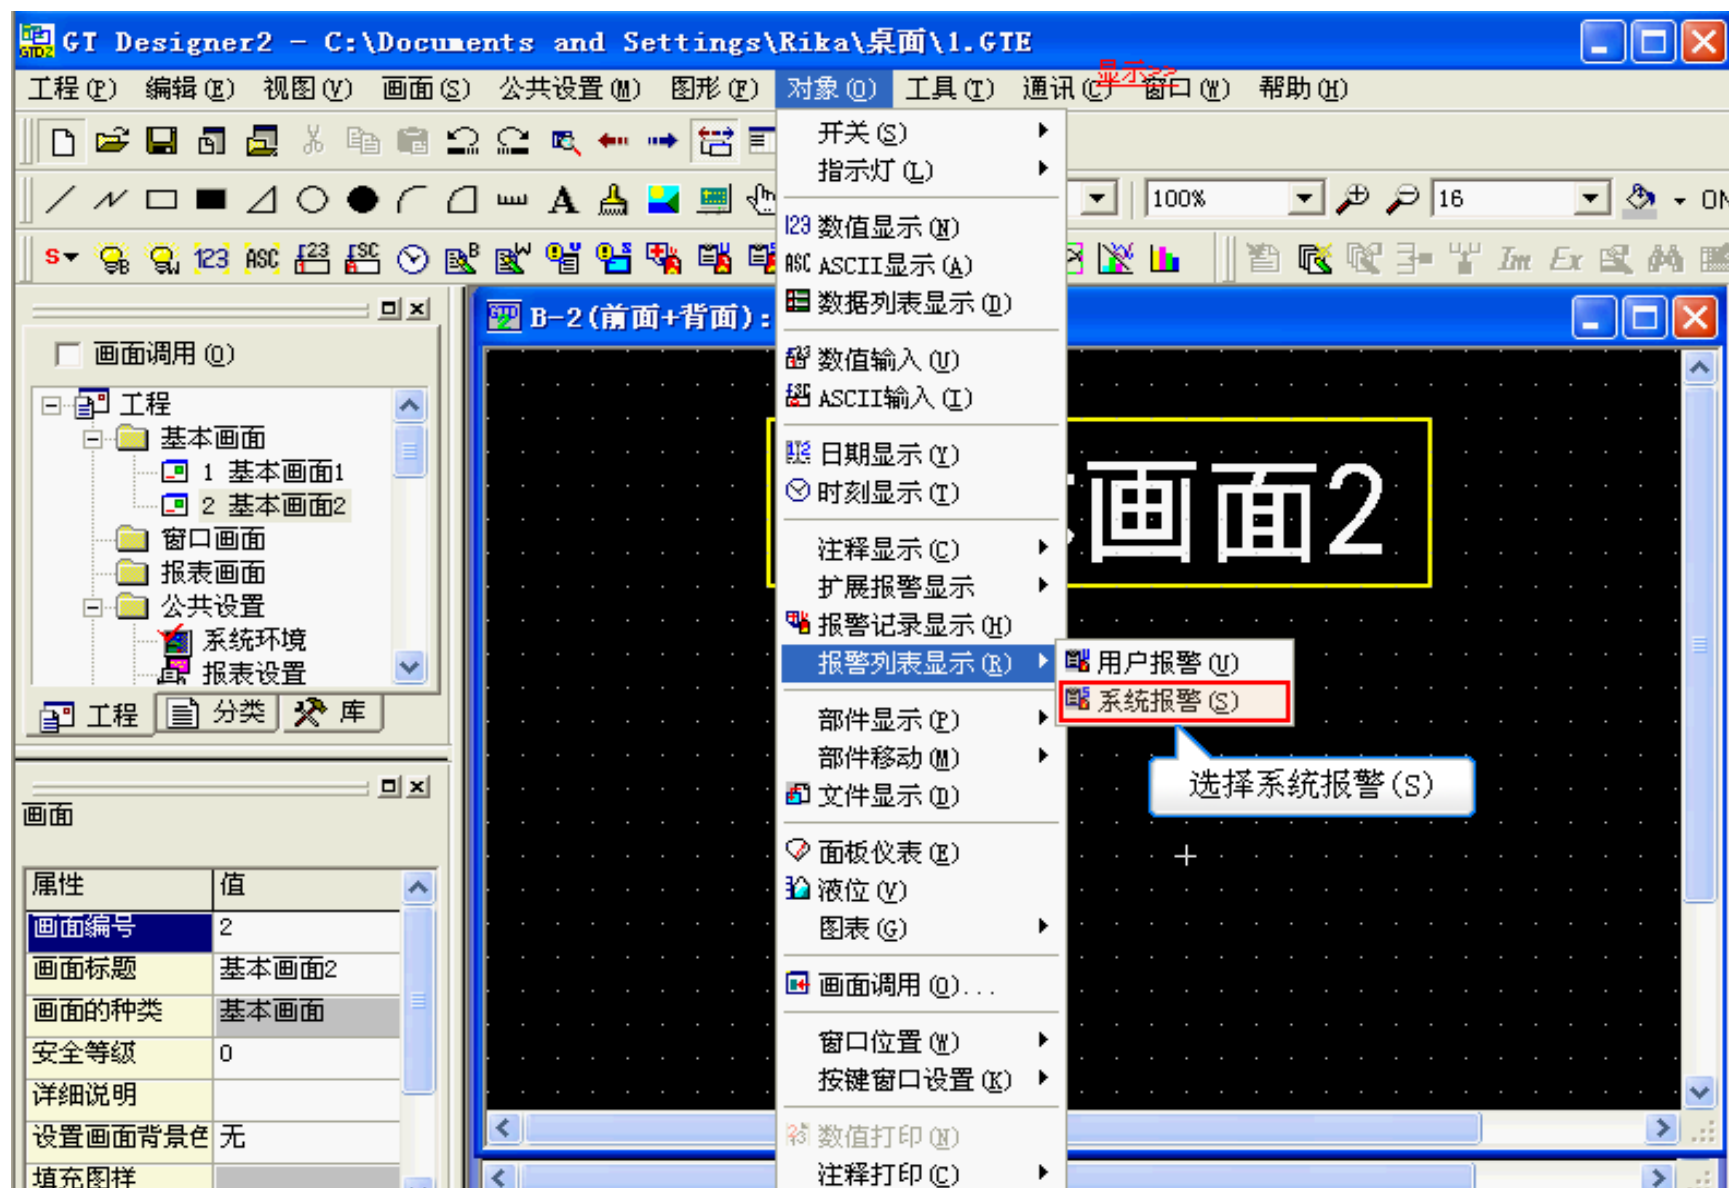 GT Designer2 - C:\Documents and Settings\Rika\桌面\1.GTE
工程(P) 编辑(E) 视图(V) 画面(S) 公共设置(M) 图形(F) 对象(O) 工具(T) 通讯(C) 窗口(W) 帮助(H)
显示>>
100%
16
B-2(前面+背面):
画面2
画面调用(O)
工程
基本画面
1 基本画面1
2 基本画面2
窗口画面
报表画面
公共设置
系统环境
报表设置
工程 分类 库
画面
属性 值
画面编号 2
画面标题 基本画面2
画面的种类 基本画面
安全等级 0
详细说明
设置画面背景色 无
填充图样
开关(S)
指示灯(L)
数值显示(N)
ASCII显示(A)
数据列表显示(D)
数值输入(U)
ASCII输入(I)
日期显示(Y)
时刻显示(T)
注释显示(C)
扩展报警显示
报警记录显示(H)
报警列表显示(R)
部件显示(P)
部件移动(M)
文件显示(D)
面板仪表(E)
液位(V)
图表(G)
画面调用(O)...
窗口位置(W)
按键窗口设置(K)
数值打印(N)
注释打印(C)
用户报警(U)
系统报警(S)
选择系统报警(S)